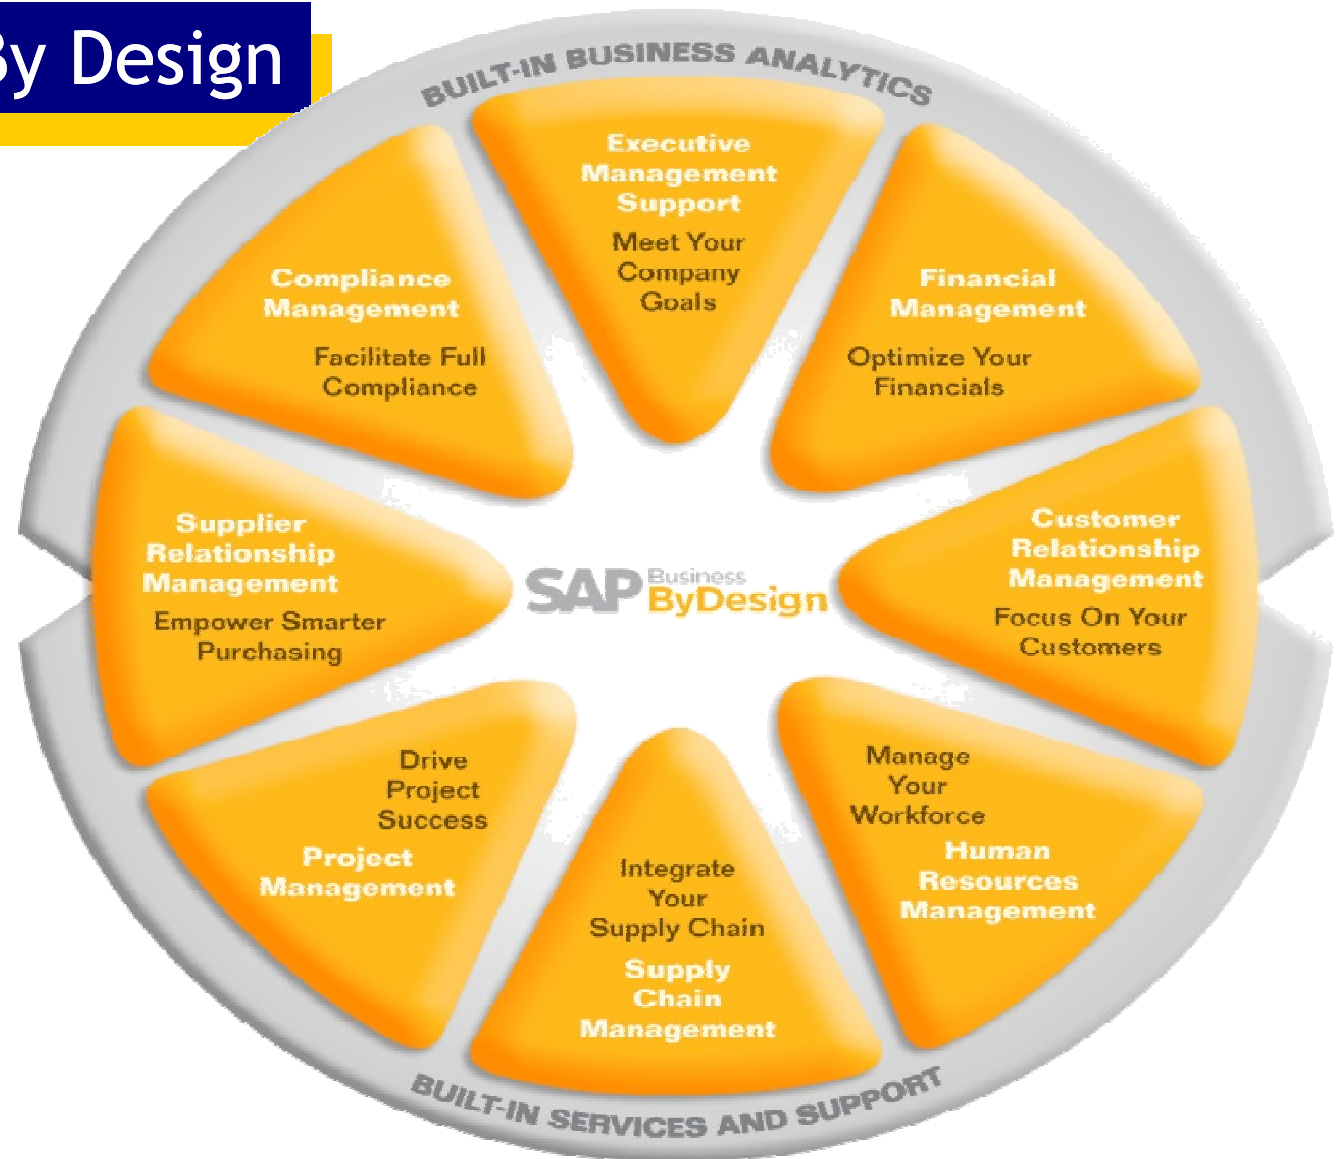 By Design
BUILT-IN BUSINESS ANALYTICS
Executive
Management
Support
Meet Your
Company
Goals
Compliance
Management
Facilitate Full
Compliance
Financial
Management
Optimize Your
Financials
Supplier
Relationship
Management
Empower Smarter
Purchasing
SAP Business
ByDesign
Customer
Relationship
Management
Focus On Your
Customers
Drive
Project
Success
Project
Management
Integrate
Your
Supply Chain
Supply
Chain
Management
Manage
Your
Workforce
Human
Resources
Management
BUILT-IN SERVICES AND SUPPORT